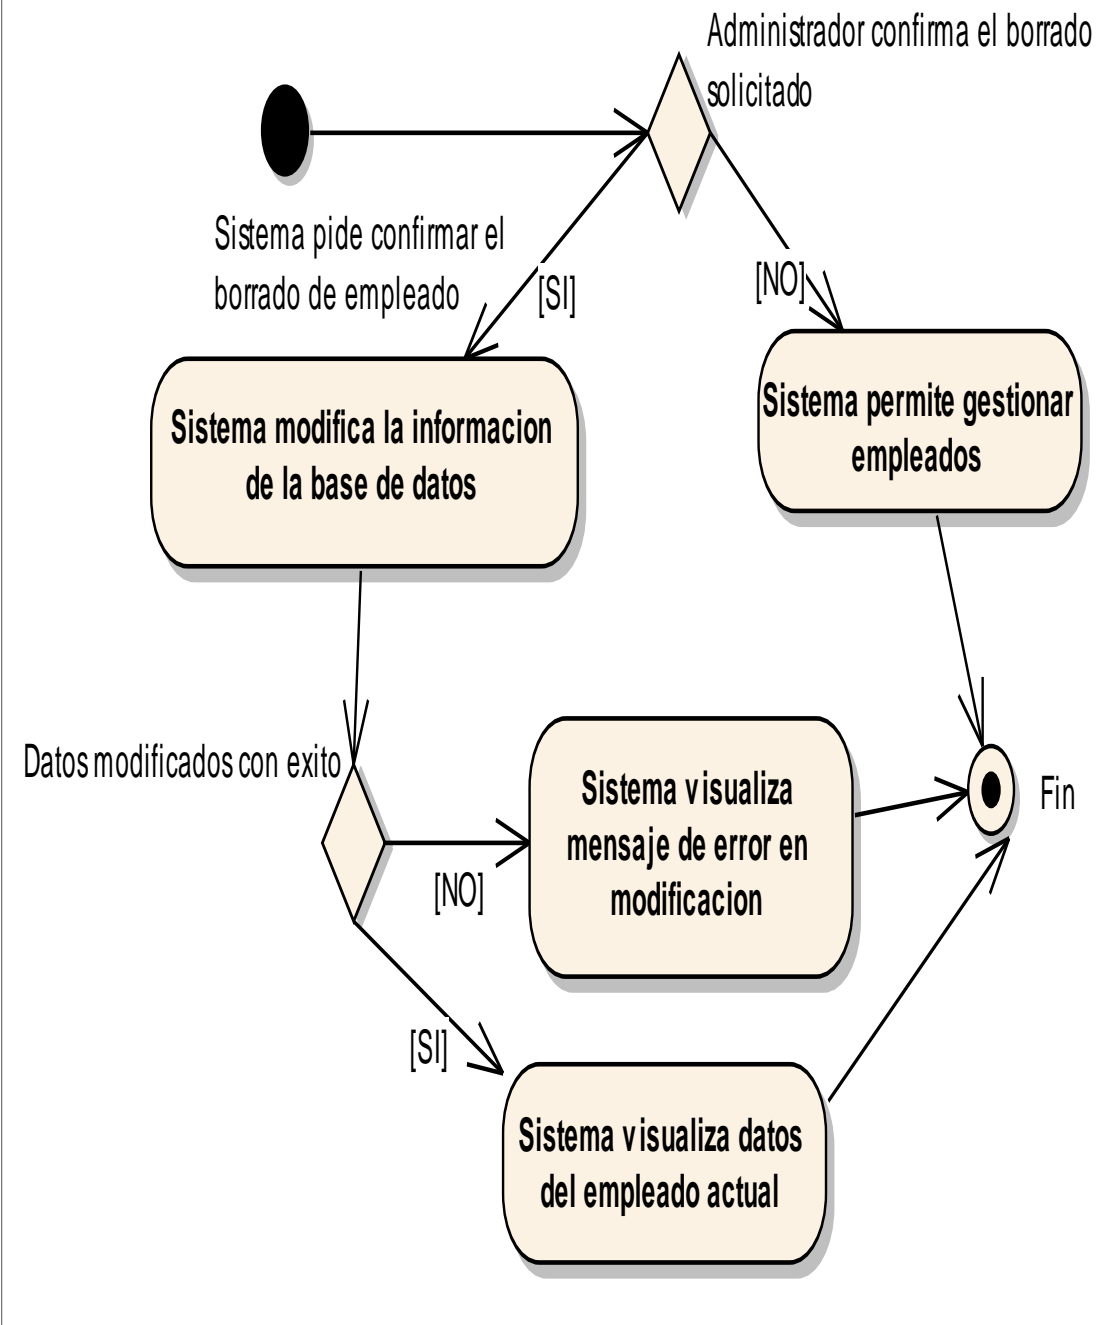 Administrador confirma el borrado
solicitado
Sistema pide confirmar el
borrado de empleado
[SI]
[NO]
Sistema modifica la informacion
de la base de datos
Sistema permite gestionar
empleados
Datos modificados con exito
Sistema visualiza
mensaje de error en
modificacion
Fin
[NO]
[SI]
Sistema visualiza datos
del empleado actual